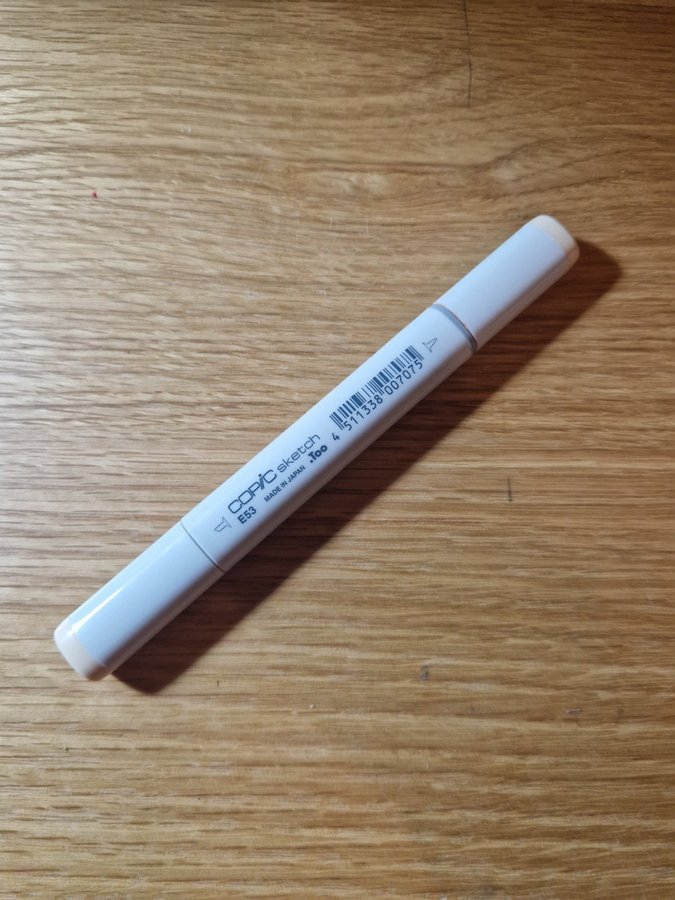 COPIC sketch
E53 MADE IN JAPAN .Too
4 511338 007075